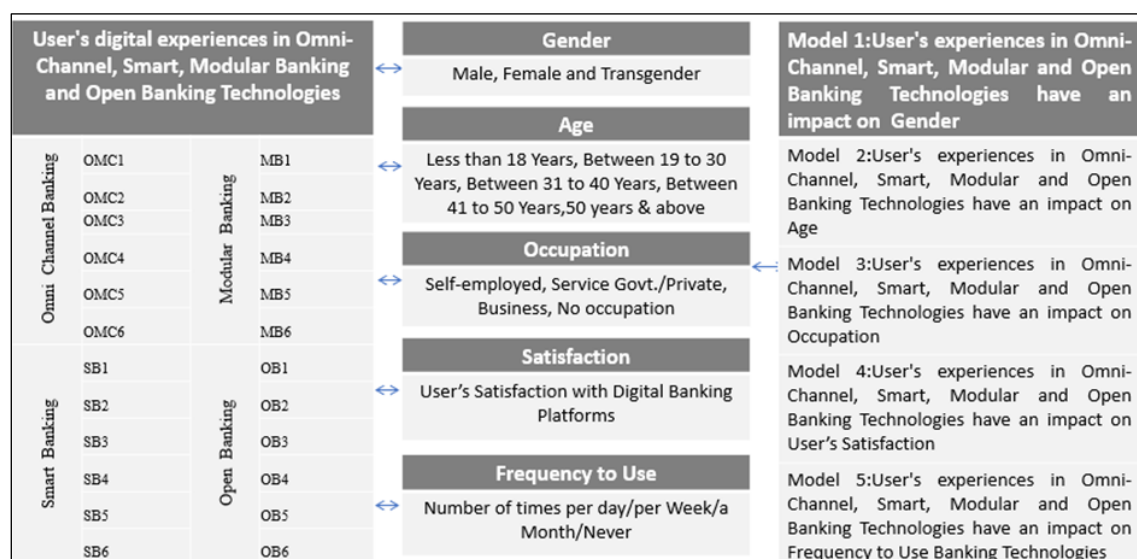 User's digital experiences in Omni-
Channel, Smart, Modular Banking
and Open Banking Technologies
Omni Channel Banking
OMC1
OMC2
OMC3
OMC4
OMC5
OMC6
Modular Banking
MB1
MB2
MB3
MB4
MB5
MB6
Smart Banking
SB1
SB2
SB3
SB4
SB5
SB6
Open Banking
OB1
OB2
OB3
OB4
OB5
OB6
Gender
Male, Female and Transgender
Age
Less than 18 Years, Between 19 to 30
Years, Between 31 to 40 Years, Between
41 to 50 Years,50 years & above
Occupation
Self-employed, Service Govt./Private,
Business, No occupation
Satisfaction
User's Satisfaction with Digital Banking
Platforms
Frequency to Use
Number of times per day/per Week/a
Month/Never
Model 1:User's experiences in Omni-
Channel, Smart, Modular and Open
Banking Technologies have an
impact on Gender
Model 2:User's experiences in Omni-
Channel, Smart, Modular and Open
Banking Technologies have an impact on
Age
Model 3:User's experiences in Omni-
Channel, Smart, Modular and Open
Banking Technologies have an impact on
Occupation
Model 4:User's experiences in Omni-
Channel, Smart, Modular and Open
Banking Technologies have an impact on
User's Satisfaction
Model 5:User's experiences in Omni-
Channel, Smart, Modular and Open
Banking Technologies have an impact on
Frequency to Use Banking Technologies